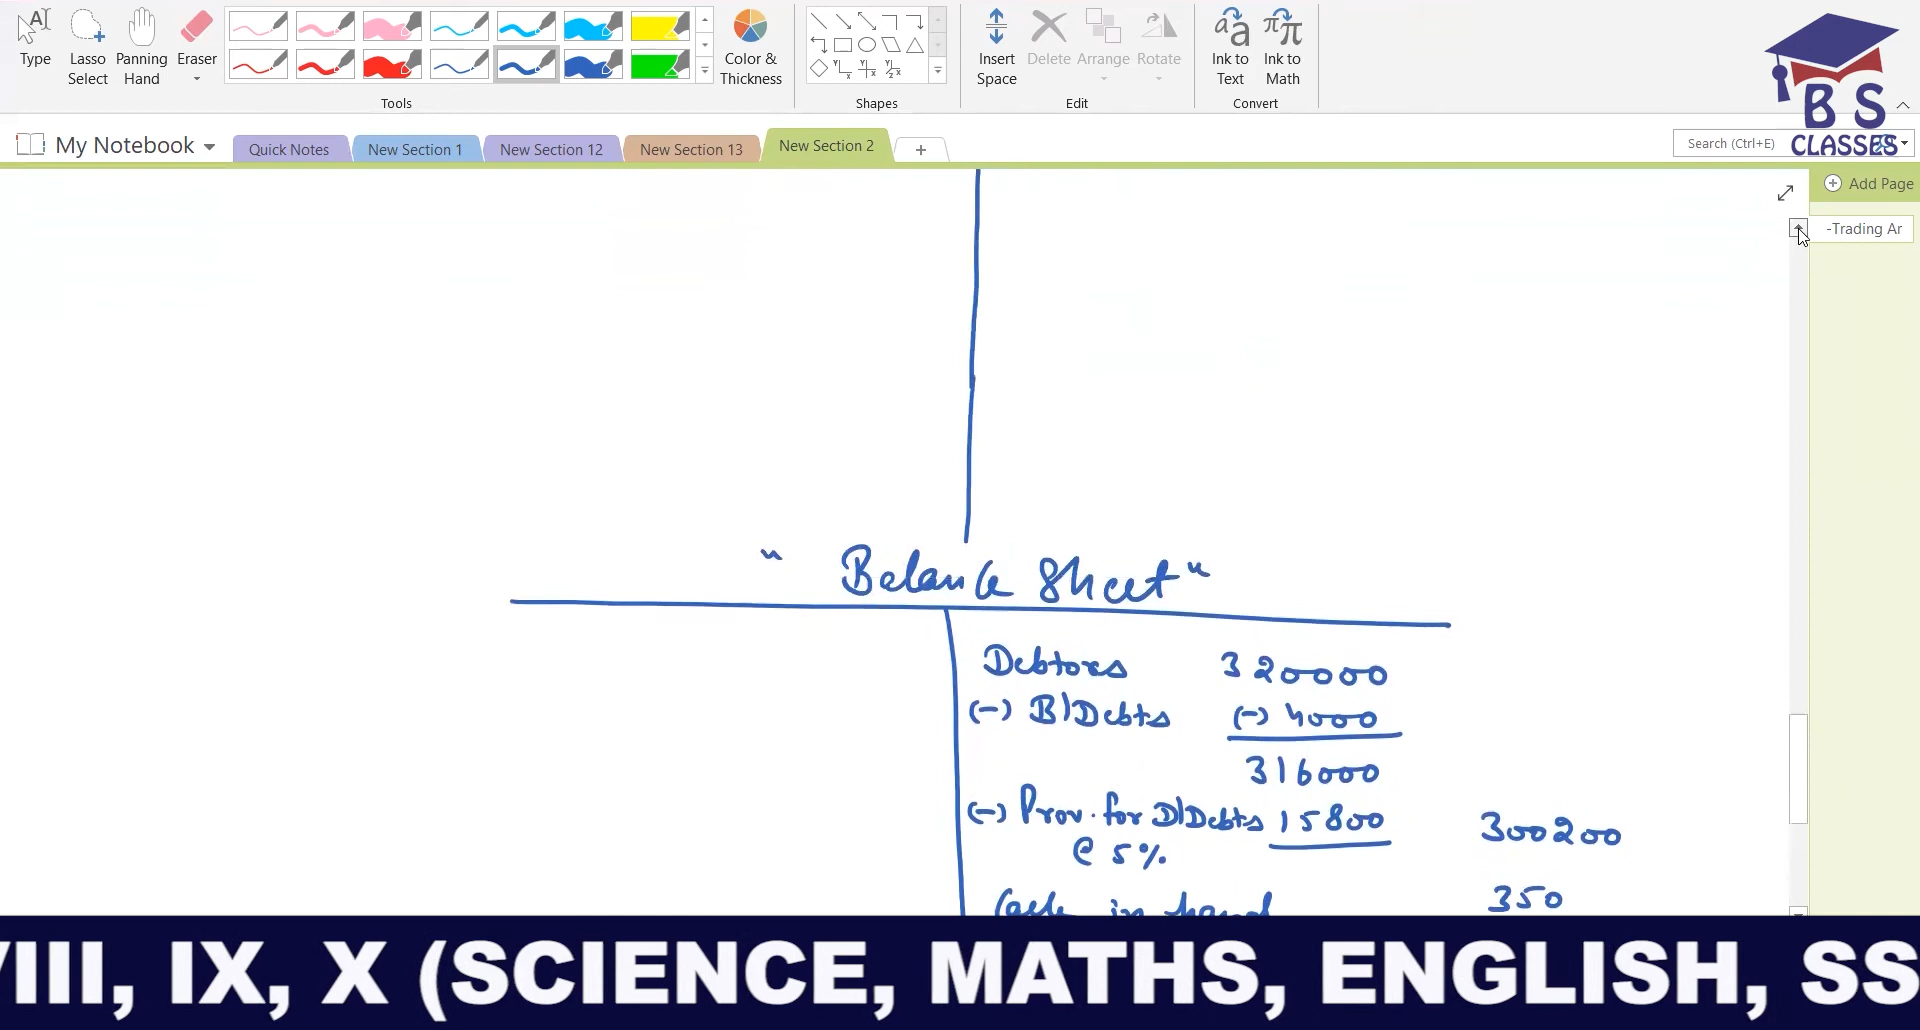 Type
Lasso Select
Panning Hand
Eraser
Color & Thickness
Insert Space
Delete
Arrange
Rotate
Ink to Text
Ink to Math
Tools
Shapes
Edit
Convert
B S
CLASSES
My Notebook
Quick Notes
New Section 1
New Section 12
New Section 13
New Section 2
Search (Ctrl+E)
Add Page
-Trading Ar
" Balance Sheet "
Debtors 320000
(-) B/Debts (-) 4000
316000
(-) Prov. for D/Debts 15800 300200
@ 5%
Cash in hand 350
VIII, IX, X (SCIENCE, MATHS, ENGLISH, SS